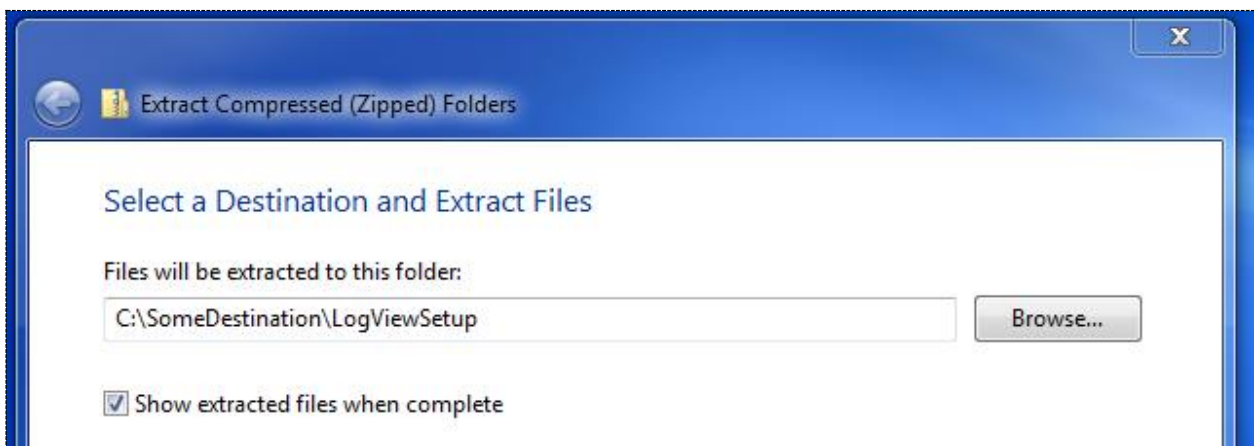 Extract Compressed (Zipped) Folders
Select a Destination and Extract Files
Files will be extracted to this folder:
C:\SomeDestination\LogViewSetup
Browse...
Show extracted files when complete